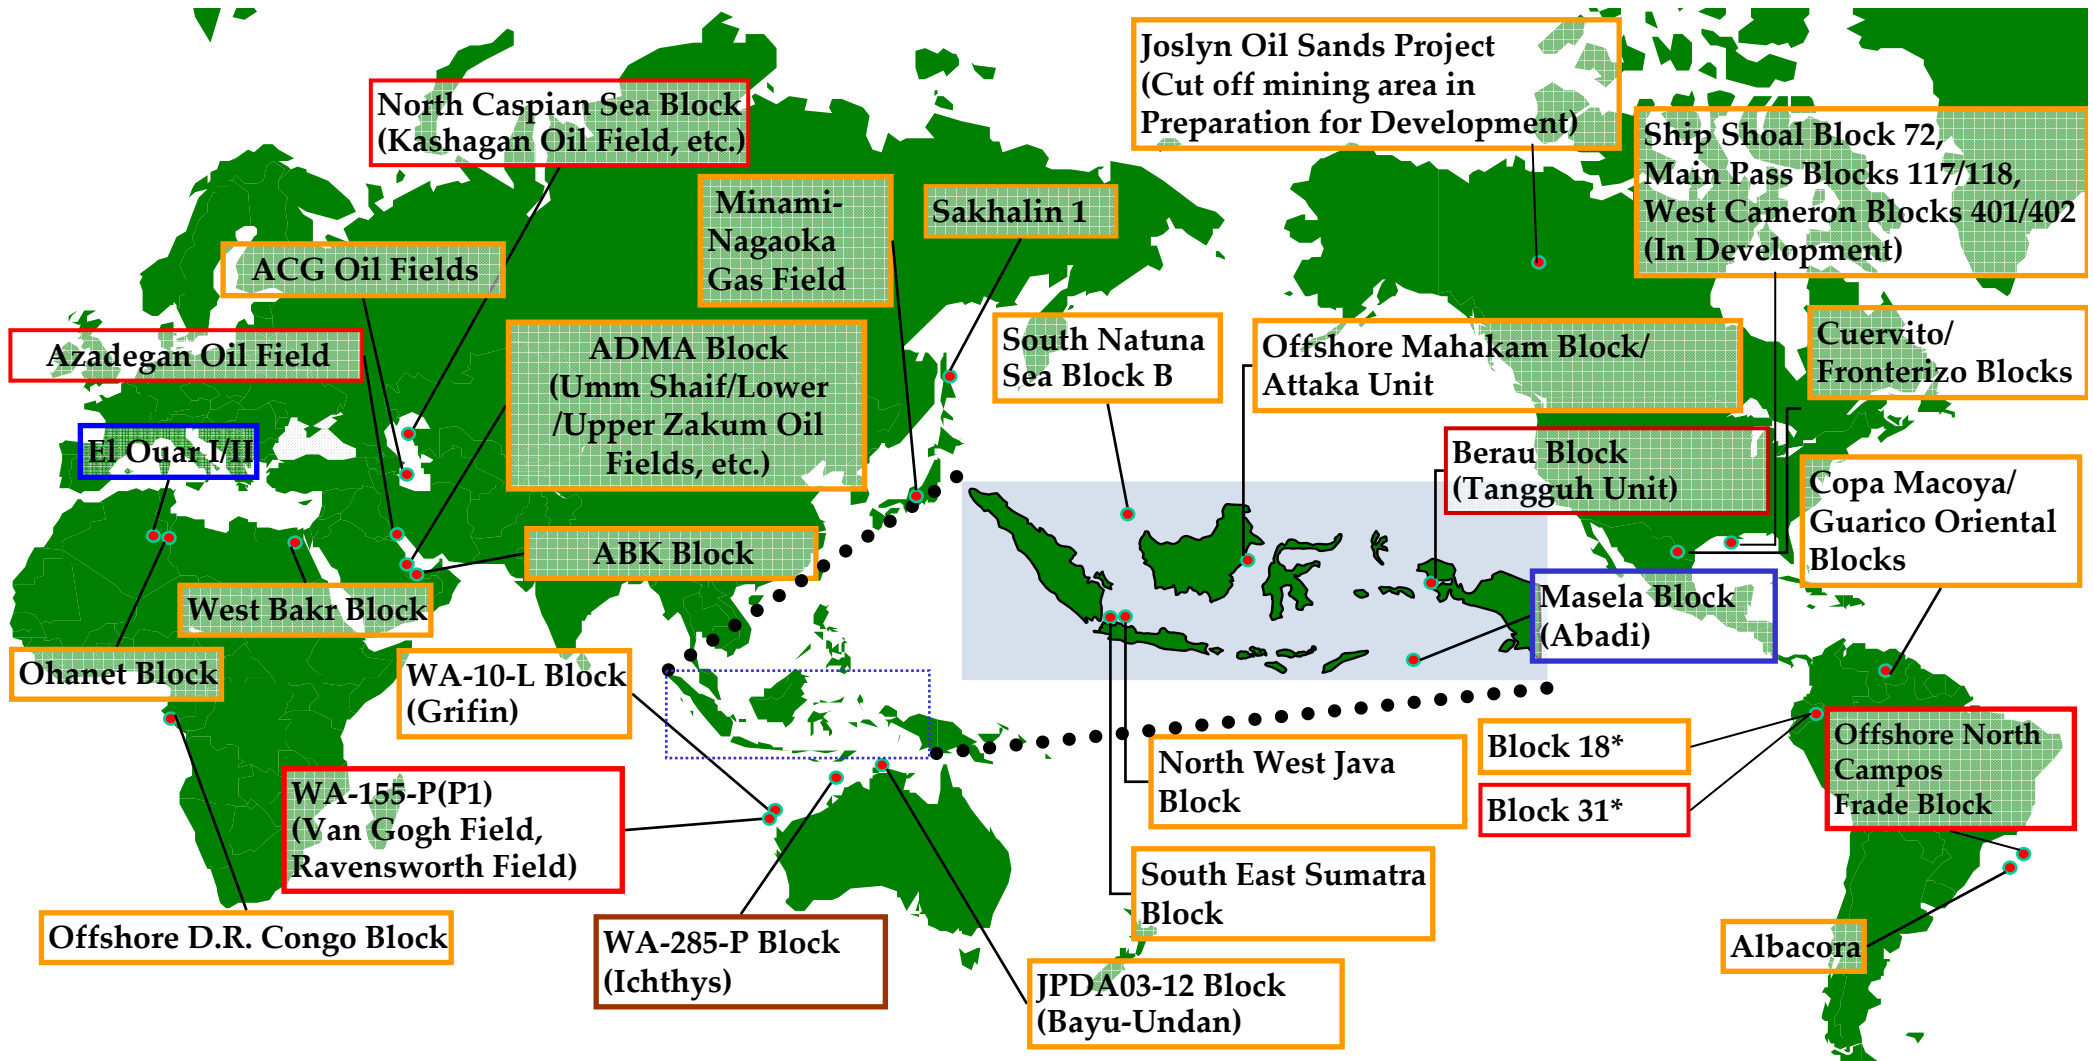 Joslyn Oil Sands Project
(Cut off mining area in
Preparation for Development)
North Caspian Sea Block
(Kashagan Oil Field, etc.)
Ship Shoal Block 72,
Main Pass Blocks 117/118,
West Cameron Blocks 401/402
(In Development)
Minami-
Nagaoka
Gas Field
Sakhalin 1
ACG Oil Fields
Azadegan Oil Field
ADMA Block
(Umm Shaif/Lower
/Upper Zakum Oil
Fields, etc.)
South Natuna
Sea Block B
Offshore Mahakam Block/
Attaka Unit
Cuervito/
Fronterizo Blocks
El Ouar I/II
Berau Block
(Tangguh Unit)
Copa Macoya/
Guarico Oriental
Blocks
ABK Block
West Bakr Block
Masela Block
(Abadi)
Ohanet Block
WA-10-L Block
(Grifin)
Block 18*
Offshore North
Campos
Frade Block
North West Java
Block
WA-155-P(P1)
(Van Gogh Field,
Ravensworth Field)
Block 31*
South East Sumatra
Block
Offshore D.R. Congo Block
WA-285-P Block
(Ichthys)
Albacora
JPDA03-12 Block
(Bayu-Undan)